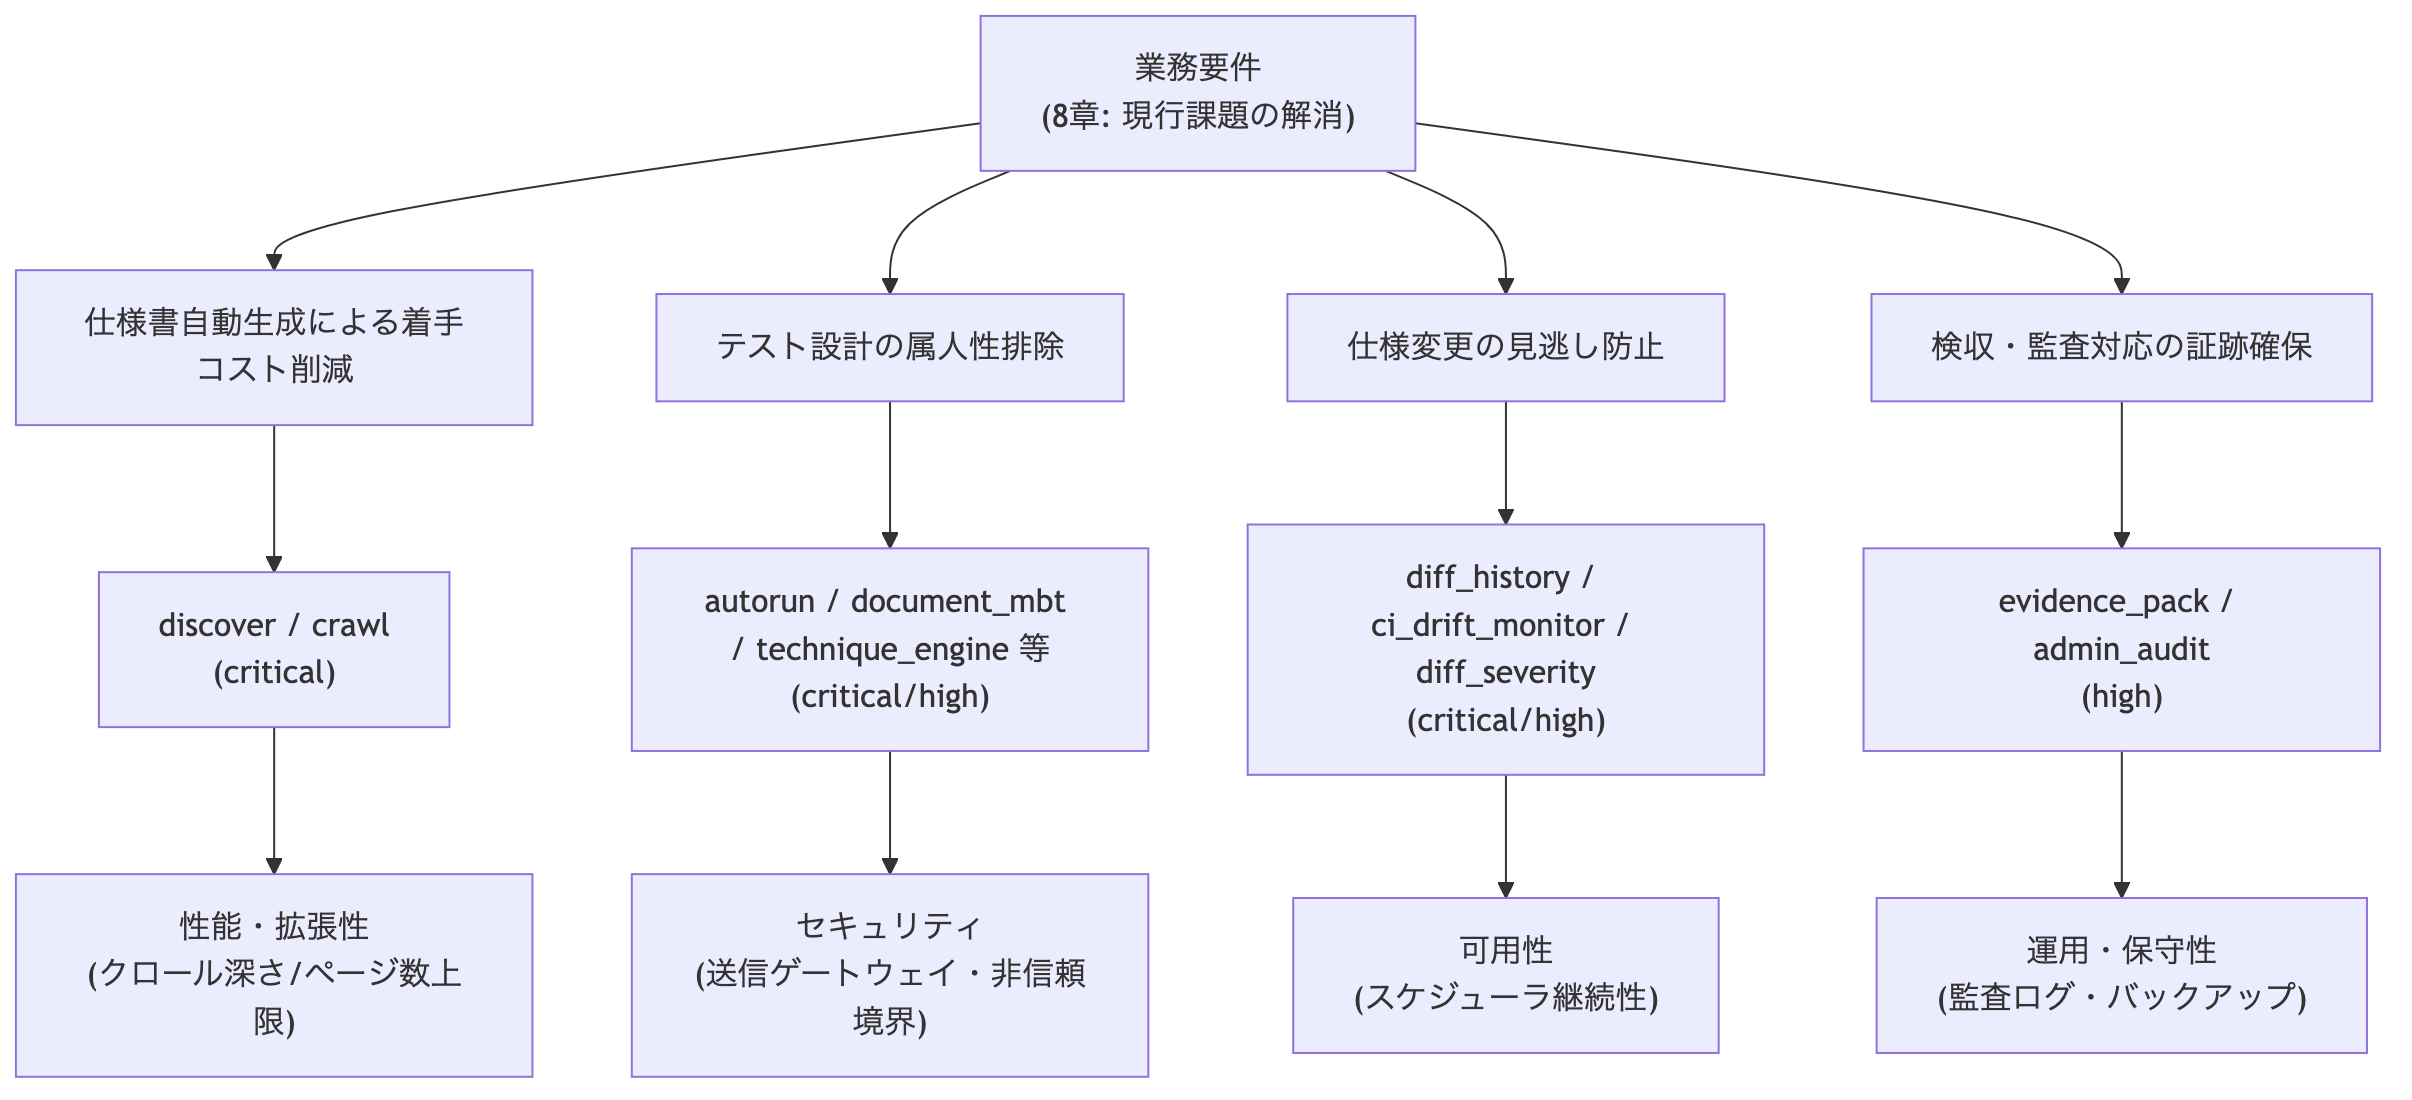 業務要件
(8章: 現行課題の解消)
仕様書自動生成による着手
コスト削減
テスト設計の属人性排除
仕様変更の見逃し防止
検収・監査対応の証跡確保
discover / crawl
(critical)
autorun / document_mbt
/ technique_engine 等
(critical/high)
diff_history /
ci_drift_monitor /
diff_severity
(critical/high)
evidence_pack /
admin_audit
(high)
性能・拡張性
(クロール深さ/ページ数上
限)
セキュリティ
(送信ゲートウェイ・非信頼
境界)
可用性
(スケジューラ継続性)
運用・保守性
(監査ログ・バックアップ)